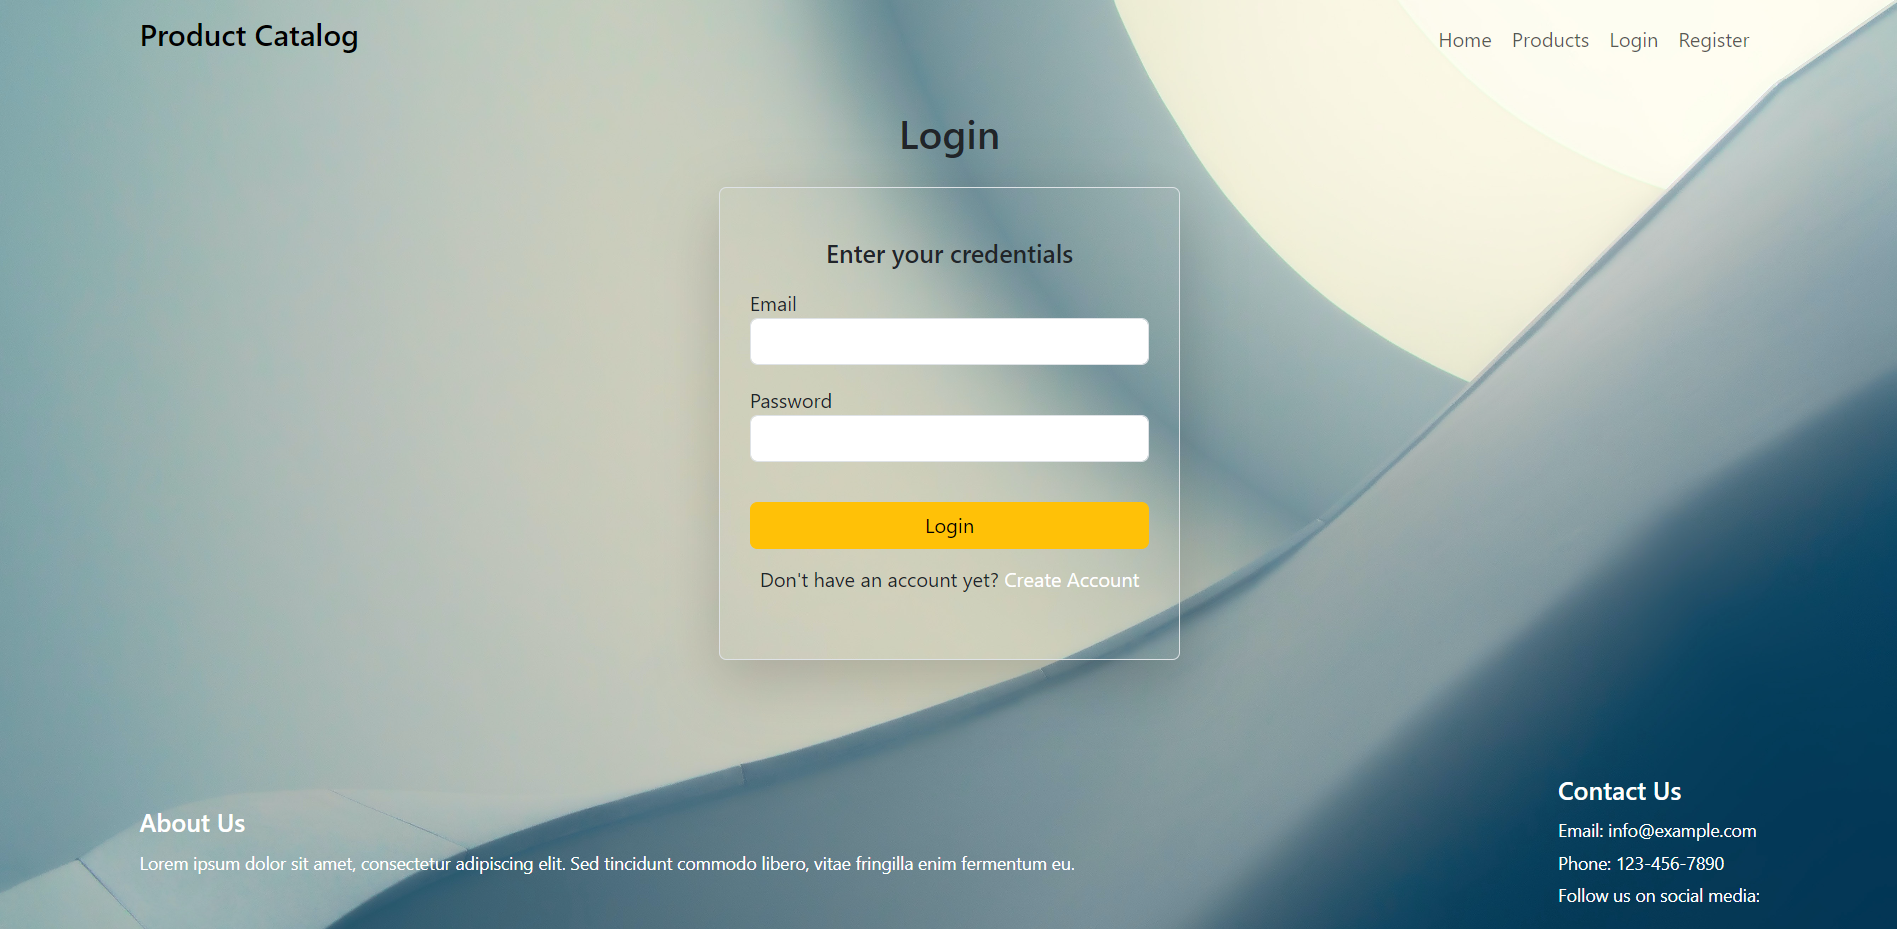 Product Catalog
Home Products Login Register
Login
Enter your credentials
Email
Password
Login
Don't have an account yet? Create Account
About Us
Lorem ipsum dolor sit amet, consectetur adipiscing elit. Sed tincidunt commodo libero, vitae fringilla enim fermentum eu.
Contact Us
Email: info@example.com
Phone: 123-456-7890
Follow us on social media: